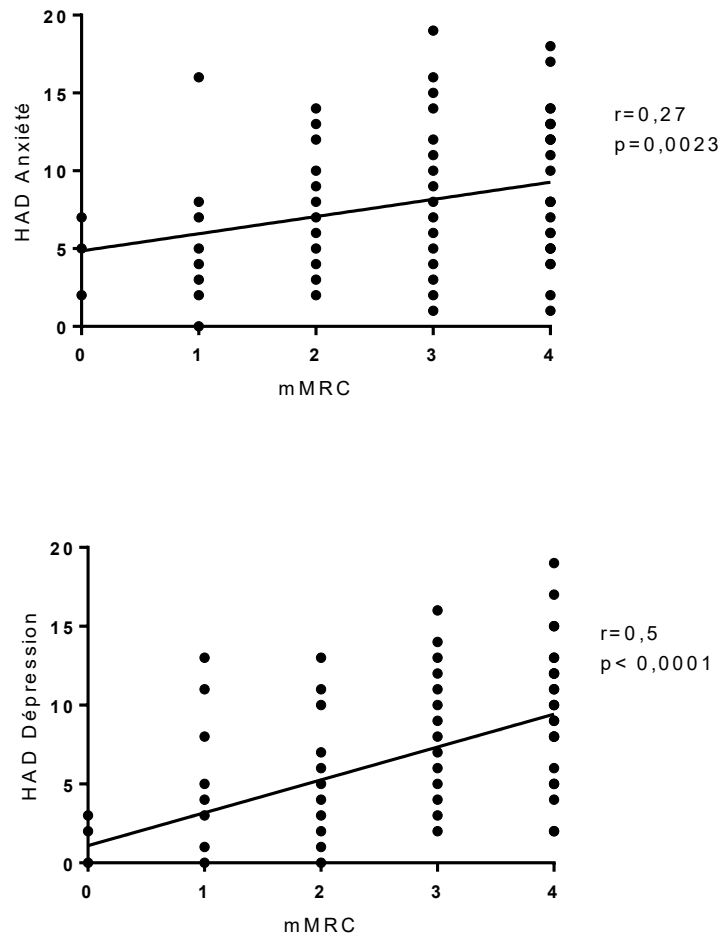 20
15
10
5
0
HAD Anxiété
0 1 2 3 4
mMRC
r=0,27
p=0,0023
20
15
10
5
0
HAD Dépression
0 1 2 3 4
mMRC
r=0,5
p< 0,0001